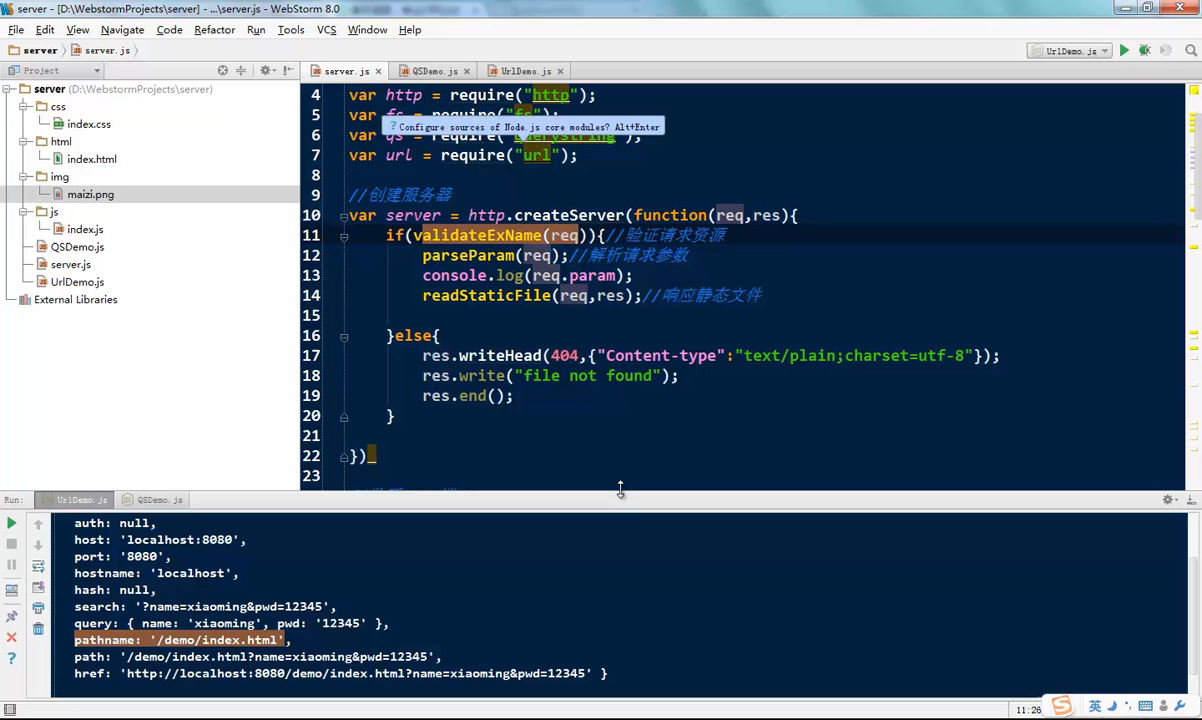 server - [D:\WebstormProjects\server] - ...\server.js - WebStorm 8.0
File Edit View Navigate Code Refactor Run Tools VCS Window Help
server server.js UrlDemo.js
Project server.js QSDemo.js UrlDemo.js
server (D:\WebstormProjects\server)
css
index.css
html
index.html
img
maizi.png
js
index.js
QSDemo.js
server.js
UrlDemo.js
External Libraries
4 var http = require("http");
5 var fs = require("fs");
? Configure sources of Node.js core modules? Alt+Enter
6 var qs = require("querystring");
7 var url = require("url");
8
9 //创建服务器
10 var server = http.createServer(function(req,res){
11 if(validateExName(req)){//验证请求资源
12 parseParam(req);//解析请求参数
13 console.log(req.param);
14 readStaticFile(req,res);//响应静态文件
15
16 }else{
17 res.writeHead(404,{"Content-type":"text/plain;charset=utf-8"});
18 res.write("file not found");
19 res.end();
20 }
21
22 })
23
Run: UrlDemo.js QSDemo.js
auth: null,
host: 'localhost:8080',
port: '8080',
hostname: 'localhost',
hash: null,
search: '?name=xiaoming&pwd=12345',
query: { name: 'xiaoming', pwd: '12345' },
pathname: '/demo/index.html',
path: '/demo/index.html?name=xiaoming&pwd=12345',
href: 'http://localhost:8080/demo/index.html?name=xiaoming&pwd=12345' }
11:26 英